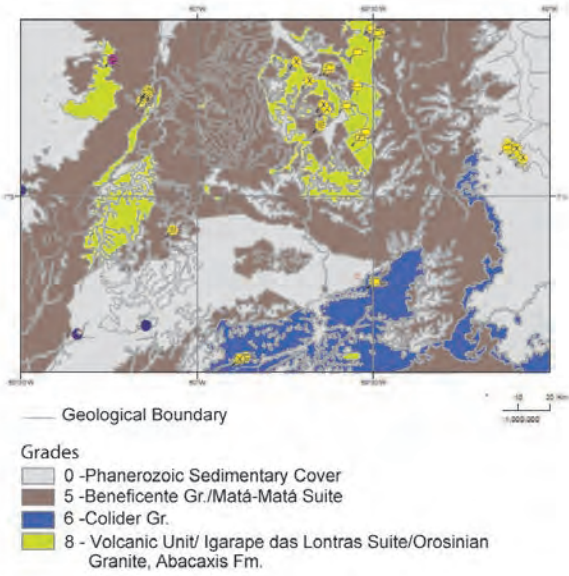 60°W
Geological Boundary
Grades
0 -Phanerozoic Sedimentary Cover
5 -Beneficente Gr./Matá-Matá Suite
6 -Colider Gr.
8 - Volcanic Unit/ Igarape das Lontras Suite/Orosinian
Granite, Abacaxis Fm.